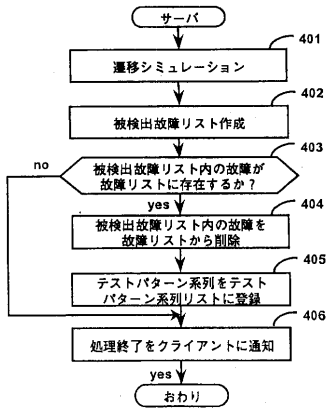 サーバ
401
遷移シミュレーション
402
被検出故障リスト作成
403
no
被検出故障リスト内の故障が
故障リストに存在するか？
yes
404
被検出故障リスト内の故障を
故障リストから削除
405
テストパターン系列をテスト
パターン系列リストに登録
406
処理終了をクライアントに通知
yes
おわり